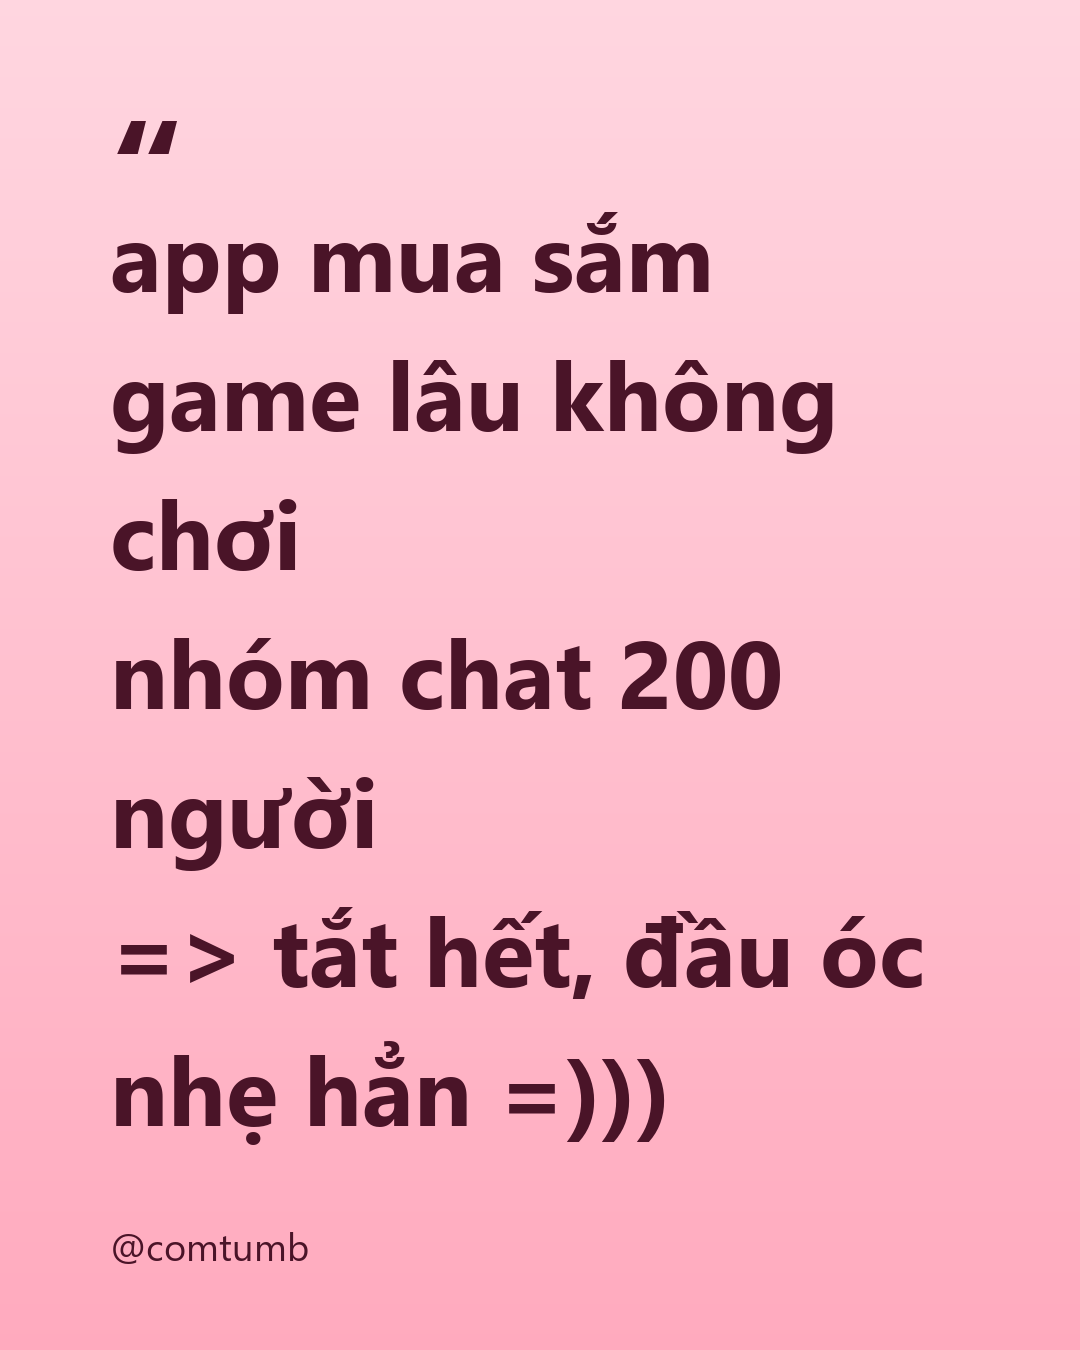 “
app mua sắm
game lâu không
chơi
nhóm chat 200
người
=> tắt hết, đầu óc
nhẹ hẳn =)))
@comtumb